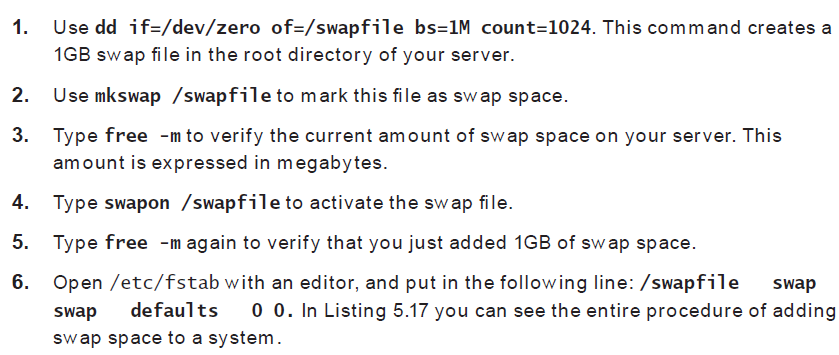 1. Use dd if=/dev/zero of=/swapfile bs=1M count=1024. This command creates a
1GB swap file in the root directory of your server.
2. Use mkswap /swapfile to mark this file as swap space.
3. Type free -m to verify the current amount of swap space on your server. This
amount is expressed in megabytes.
4. Type swapon /swapfile to activate the swap file.
5. Type free -m again to verify that you just added 1GB of swap space.
6. Open /etc/fstab with an editor, and put in the following line: /swapfile swap
swap defaults 0 0. In Listing 5.17 you can see the entire procedure of adding
swap space to a system.